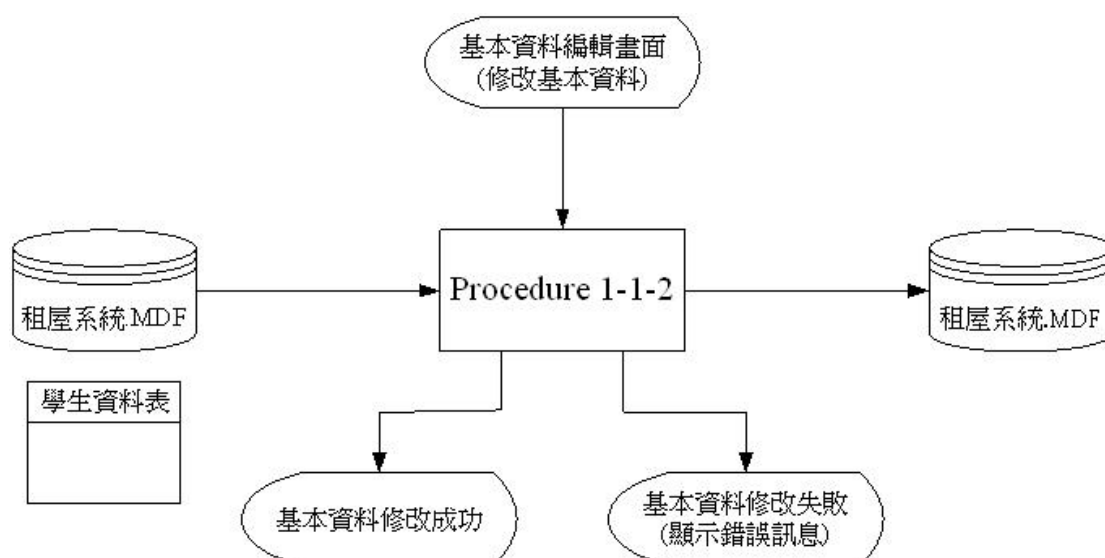 基本資料編輯畫面
(修改基本資料)
租屋系統.MDF
Procedure 1-1-2
租屋系統.MDF
學生資料表
基本資料修改成功
基本資料修改失敗
(顯示錯誤訊息)